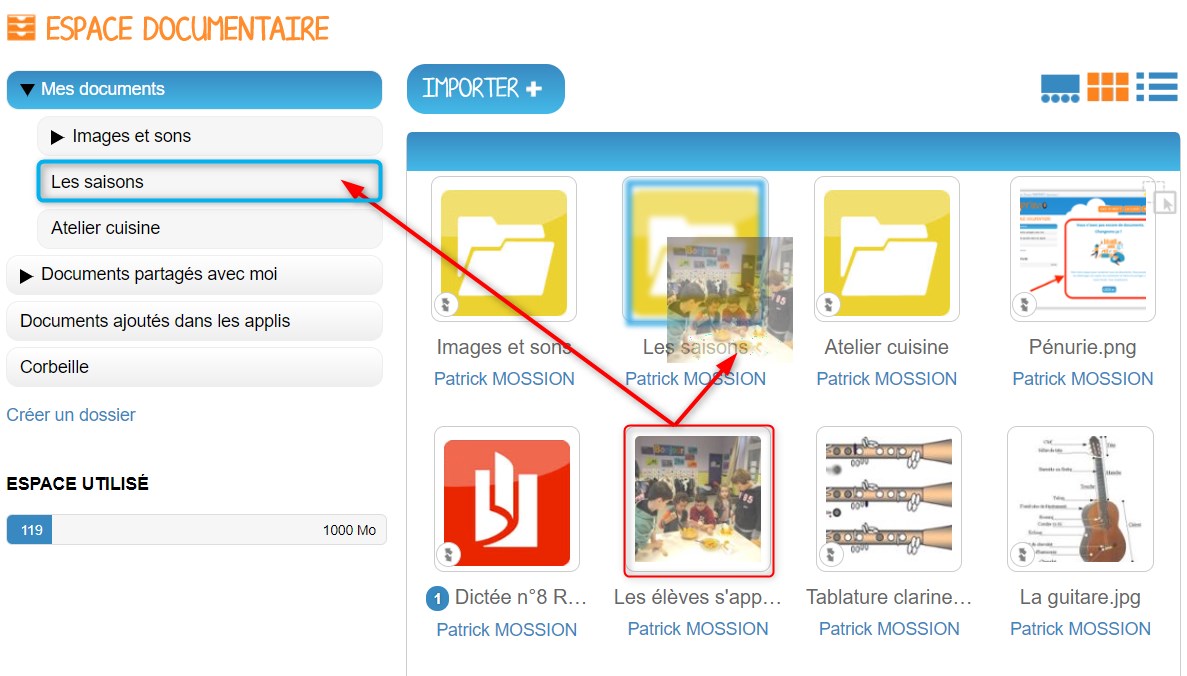 ESPACE DOCUMENTAIRE
Mes documents
Images et sons
Les saisons
Atelier cuisine
Documents partagés avec moi
Documents ajoutés dans les applis
Corbeille
Créer un dossier
ESPACE UTILISÉ
119
1000 Mo
IMPORTER +
Images et sons
Les saisons
Atelier cuisine
Pénurie.png
Patrick MOSSION
Patrick MOSSION
Patrick MOSSION
Patrick MOSSION
1 Dictée n°8 R…
Les élèves s'app…
Tablature clarine…
La guitare.jpg
Patrick MOSSION
Patrick MOSSION
Patrick MOSSION
Patrick MOSSION